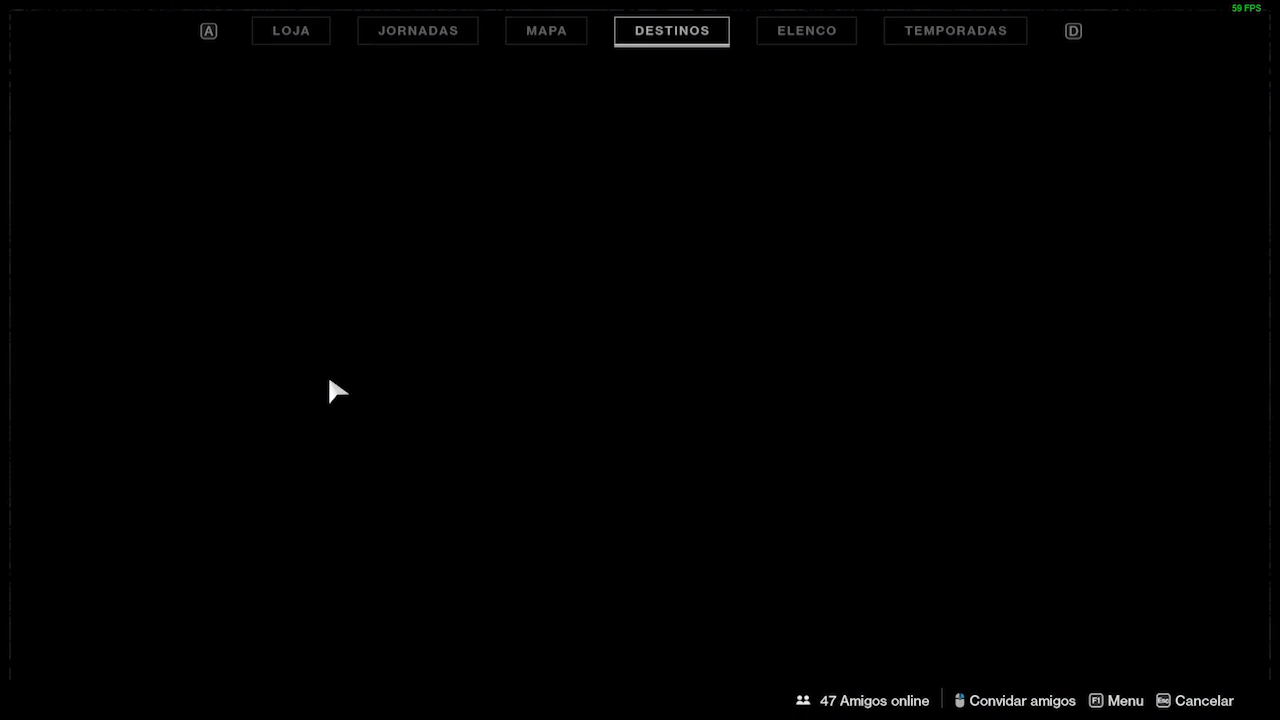 59 FPS
A LOJA JORNADAS MAPA DESTINOS ELENCO TEMPORADAS D
47 Amigos online Convidar amigos F1 Menu Esc Cancelar